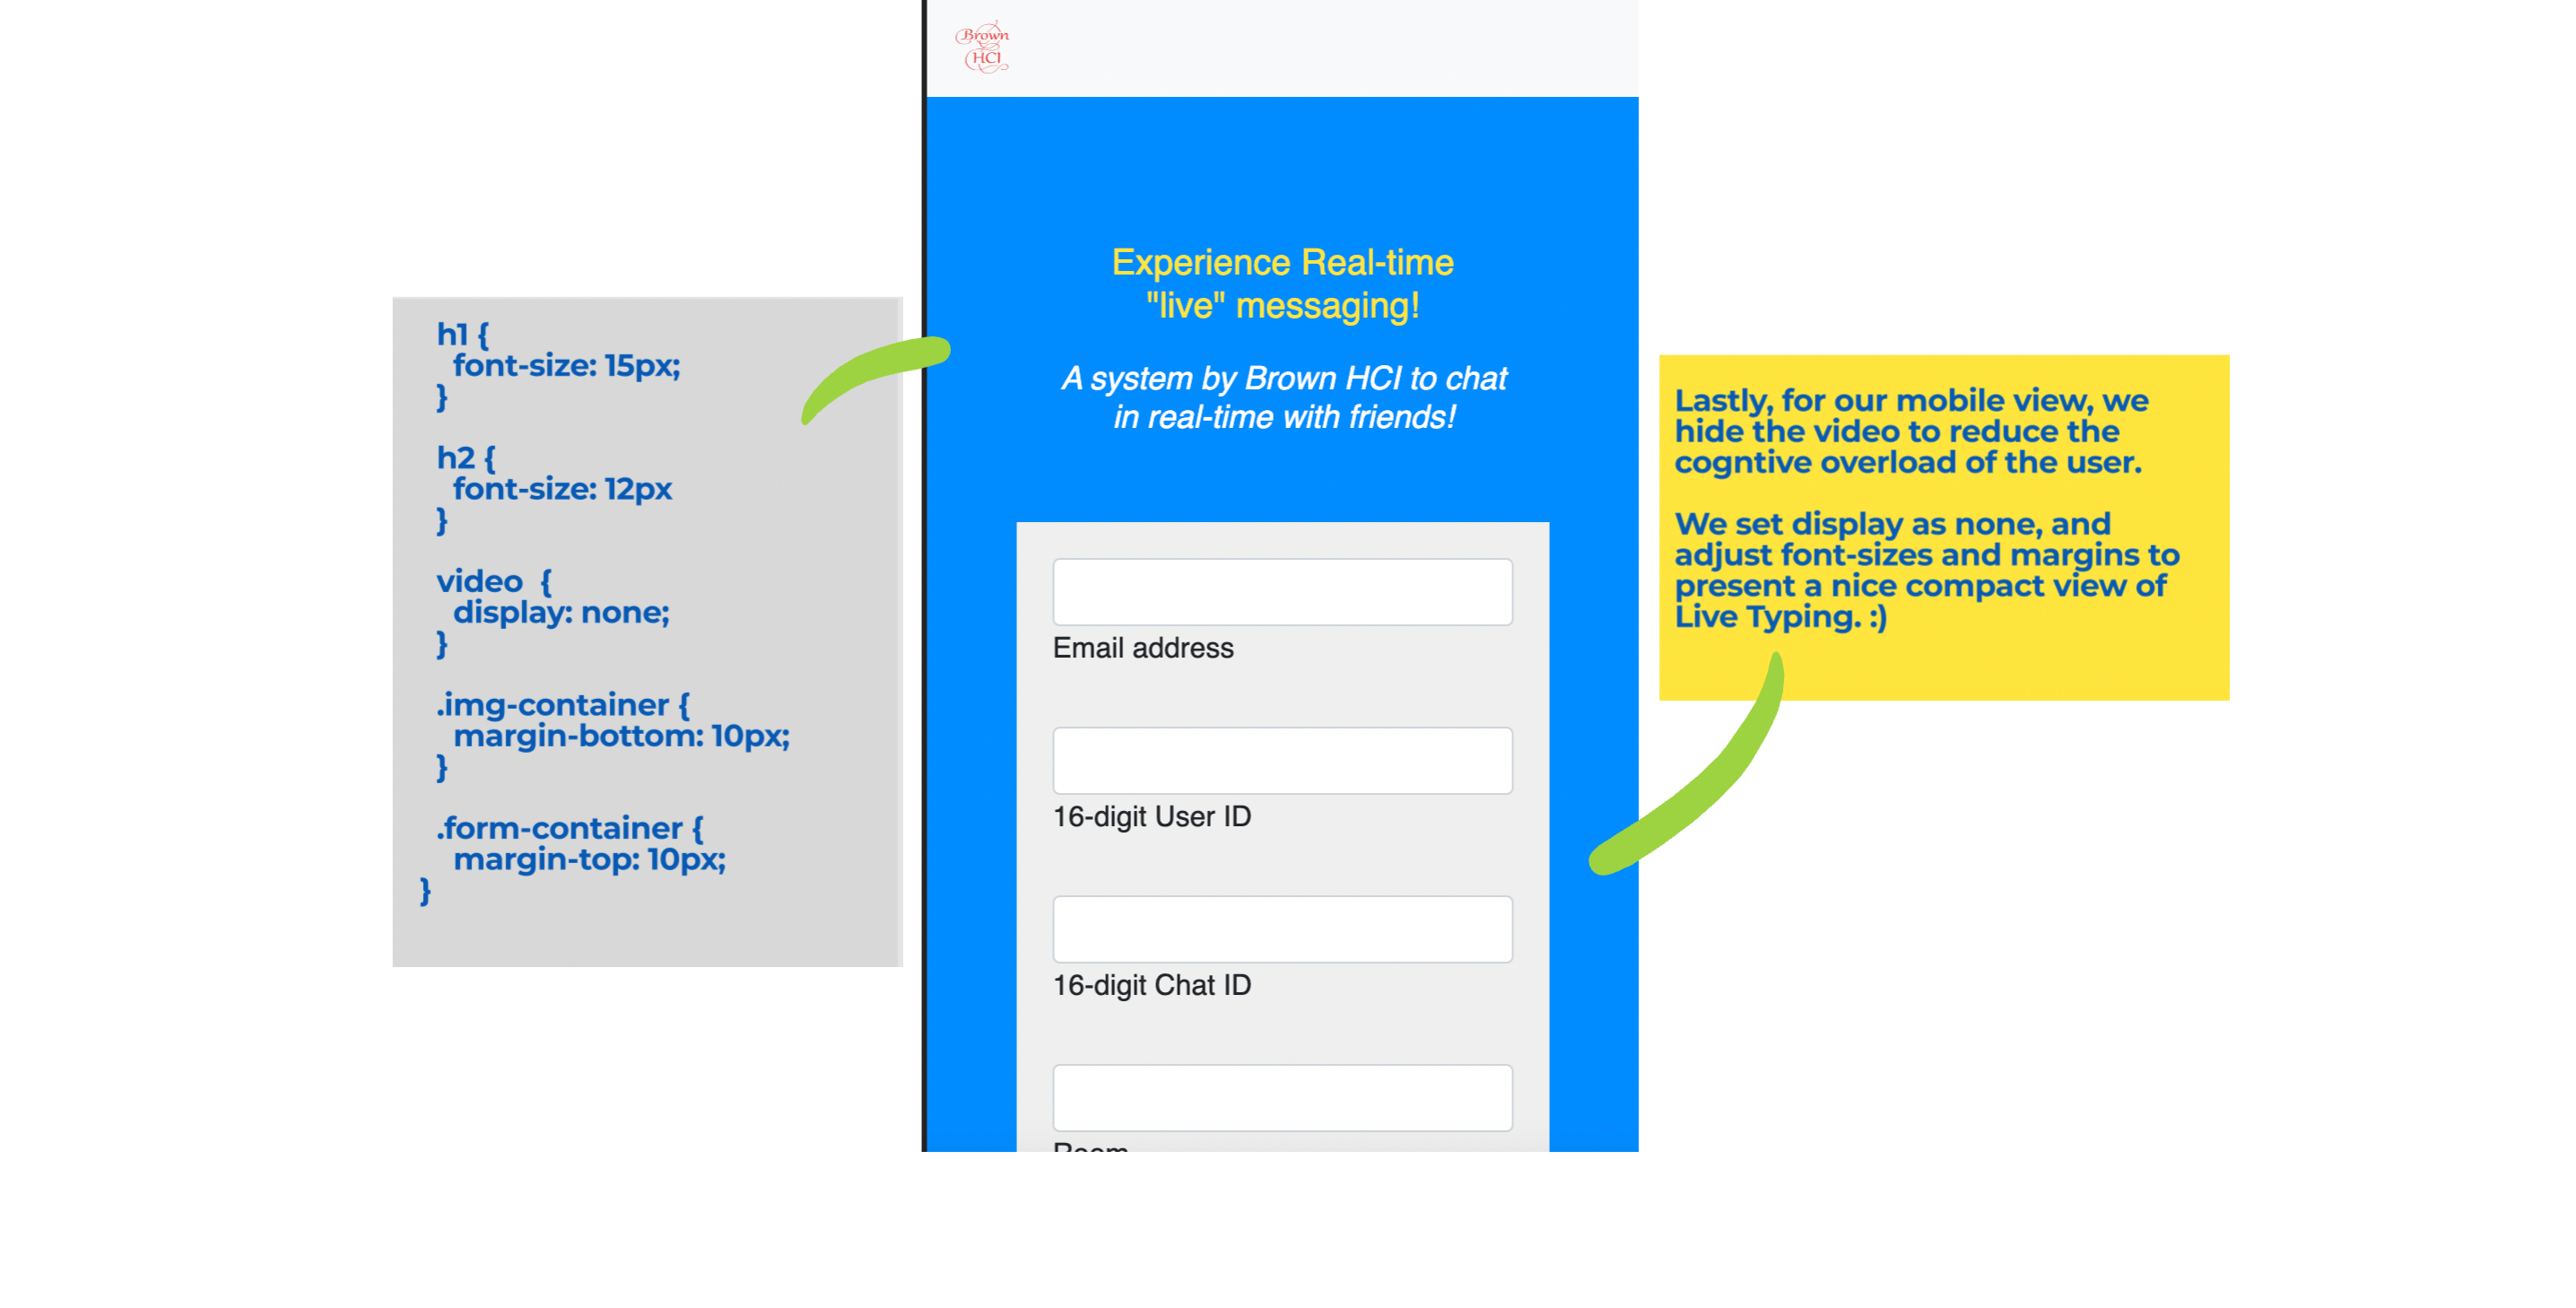 Brown
HCI
h1 {
font-size: 15px;
}
h2 {
font-size: 12px
}
video {
display: none;
}
.img-container {
margin-bottom: 10px;
}
.form-container {
margin-top: 10px;
}
Experience Real-time
"live" messaging!
A system by Brown HCI to chat
in real-time with friends!
Email address
16-digit User ID
16-digit Chat ID
Room
Lastly, for our mobile view, we
hide the video to reduce the
cogntive overload of the user.
We set display as none, and
adjust font-sizes and margins to
present a nice compact view of
Live Typing. :)